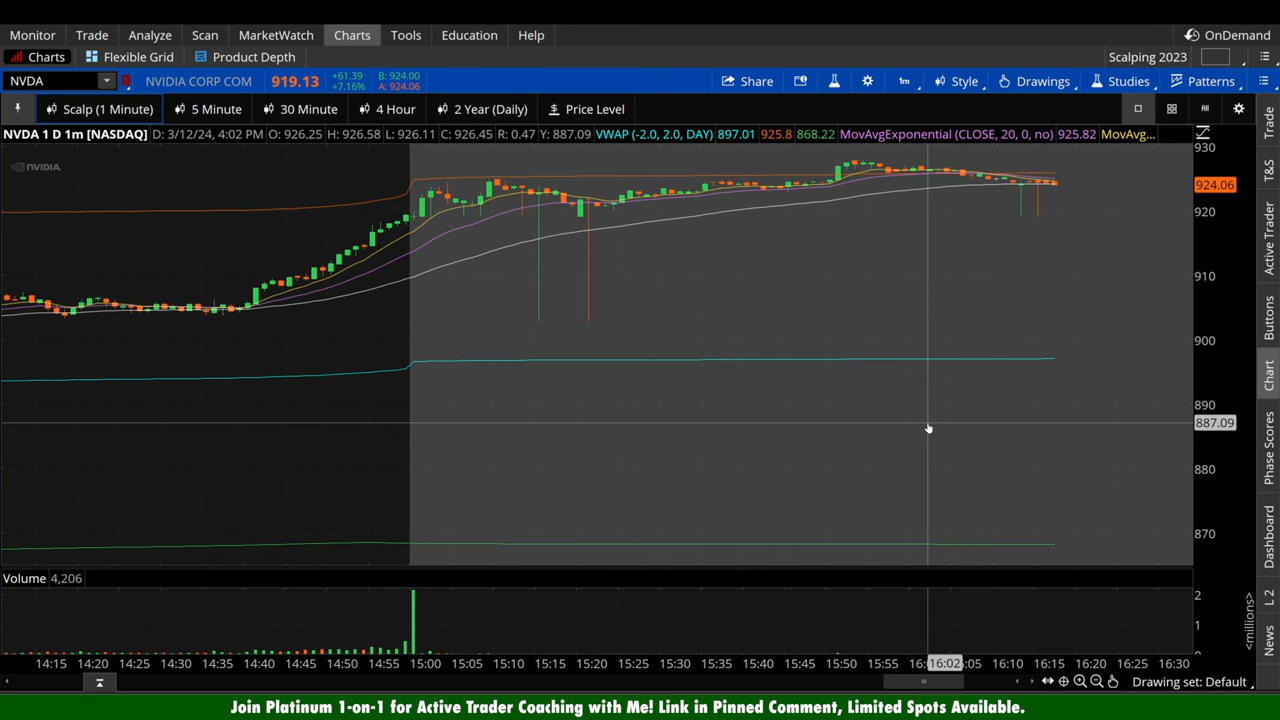 Monitor Trade Analyze Scan MarketWatch Charts Tools Education Help OnDemand
Charts Flexible Grid Product Depth Scalping 2023
NVDA NVIDIA CORP COM 919.13 +61.39 +7.16% B: 924.00 A: 924.06 Share 1m Style Drawings Studies Patterns
Scalp (1 Minute) 5 Minute 30 Minute 4 Hour 2 Year (Daily) Price Level All
NVDA 1 D 1m [NASDAQ] D: 3/12/24, 4:02 PM O: 926.25 H: 926.58 L: 926.11 C: 926.45 R: 0.47 Y: 887.09 VWAP (-2.0, 2.0, DAY) 897.01 925.8 868.22 MovAvgExponential (CLOSE, 20, 0, no) 925.82 MovAvg...
NVIDIA.
930
924.06
920
910
900
890
887.09
880
870
Trade
T&S
Active Trader
Buttons
Chart
Phase Scores
Dashboard
L 2
News
Volume 4,206
2
1
<millions>
14:15 14:20 14:25 14:30 14:35 14:40 14:45 14:50 14:55 15:00 15:05 15:10 15:15 15:20 15:25 15:30 15:35 15:40 15:45 15:50 15:55 16:02 16:10 16:15 16:20 16:25 16:30
Drawing set: Default
Join Platinum 1-on-1 for Active Trader Coaching with Me! Link in Pinned Comment, Limited Spots Available.